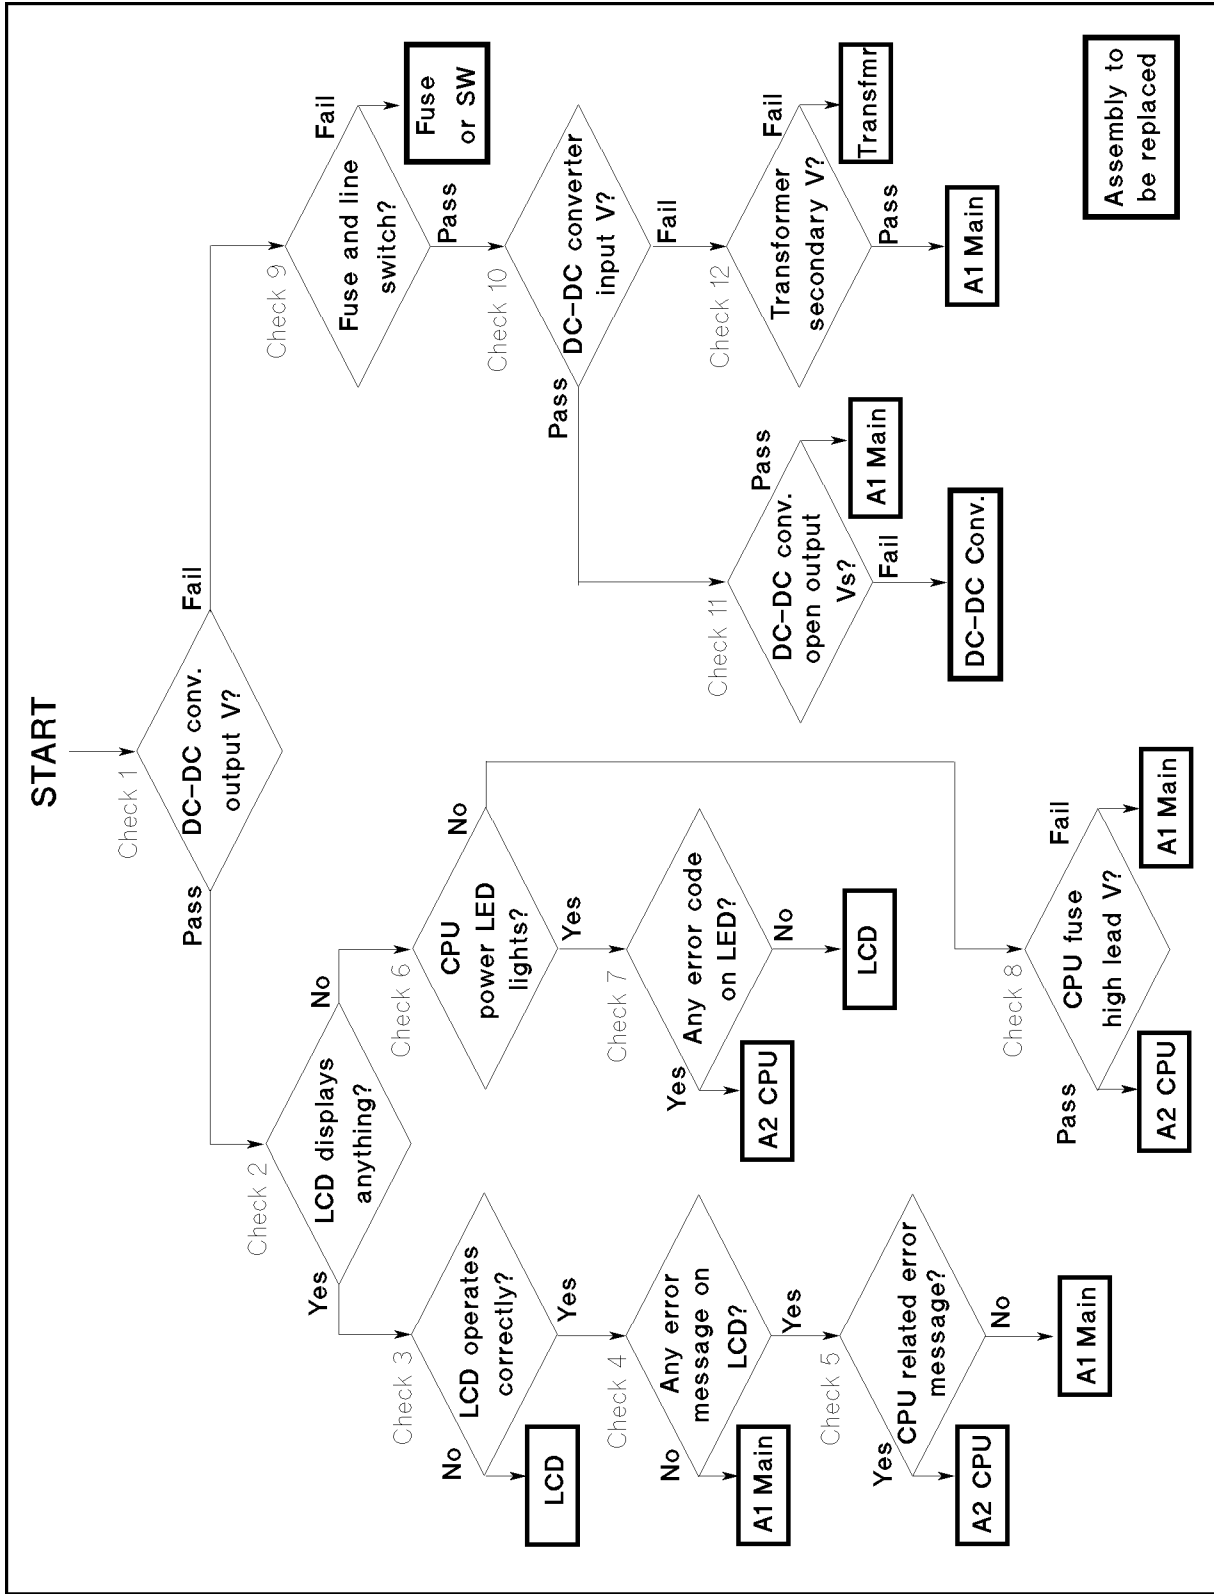 START
Check 1
DC-DC conv.
output V?
Pass
Fail
Check 2
LCD displays
anything?
Yes
No
Check 3
LCD operates
correctly?
No
Yes
LCD
Check 4
Any error
message on
LCD?
No
Yes
A1 Main
Check 5
CPU related error
message?
Yes
No
A2 CPU
A1 Main
Check 6
CPU
power LED
lights?
No
Yes
Check 7
Any error code
on LED?
Yes
No
A2 CPU
LCD
Check 8
CPU fuse
high lead V?
Pass
Fail
A2 CPU
A1 Main
Check 9
Fuse and line
switch?
Fail
Pass
Fuse
or SW
Check 10
DC-DC converter
input V?
Pass
Fail
Check 11
DC-DC conv.
open output
Vs?
Pass
Fail
A1 Main
DC-DC Conv.
Check 12
Transformer
secondary V?
Fail
Pass
Transfmr
A1 Main
Assembly to
be replaced